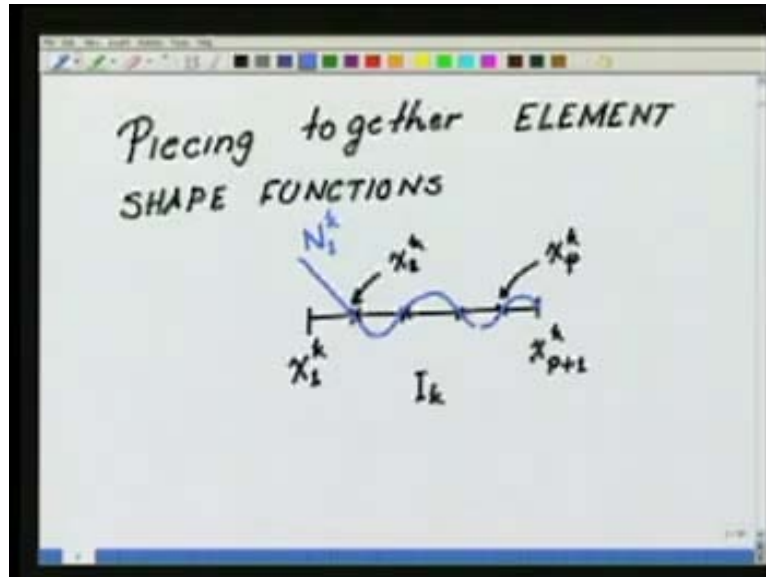 Piecing together ELEMENT
SHAPE FUNCTIONS
N₁ᵏ
x₂ᵏ
xₚᵏ
x₁ᵏ
xₚ₊₁ᵏ
Iₖ